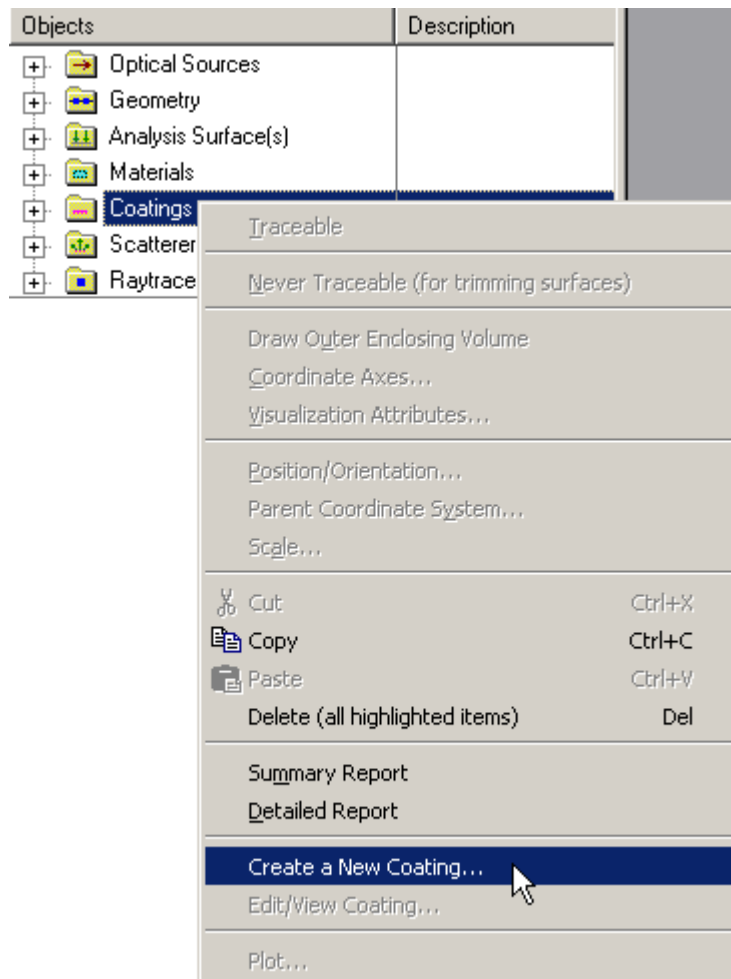 Objects Description
Optical Sources
Geometry
Analysis Surface(s)
Materials
Coatings
Scatterer
Raytrace
Traceable
Never Traceable (for trimming surfaces)
Draw Outer Enclosing Volume
Coordinate Axes...
Visualization Attributes...
Position/Orientation...
Parent Coordinate System...
Scale...
Cut Ctrl+X
Copy Ctrl+C
Paste Ctrl+V
Delete (all highlighted items) Del
Summary Report
Detailed Report
Create a New Coating...
Edit/View Coating...
Plot...